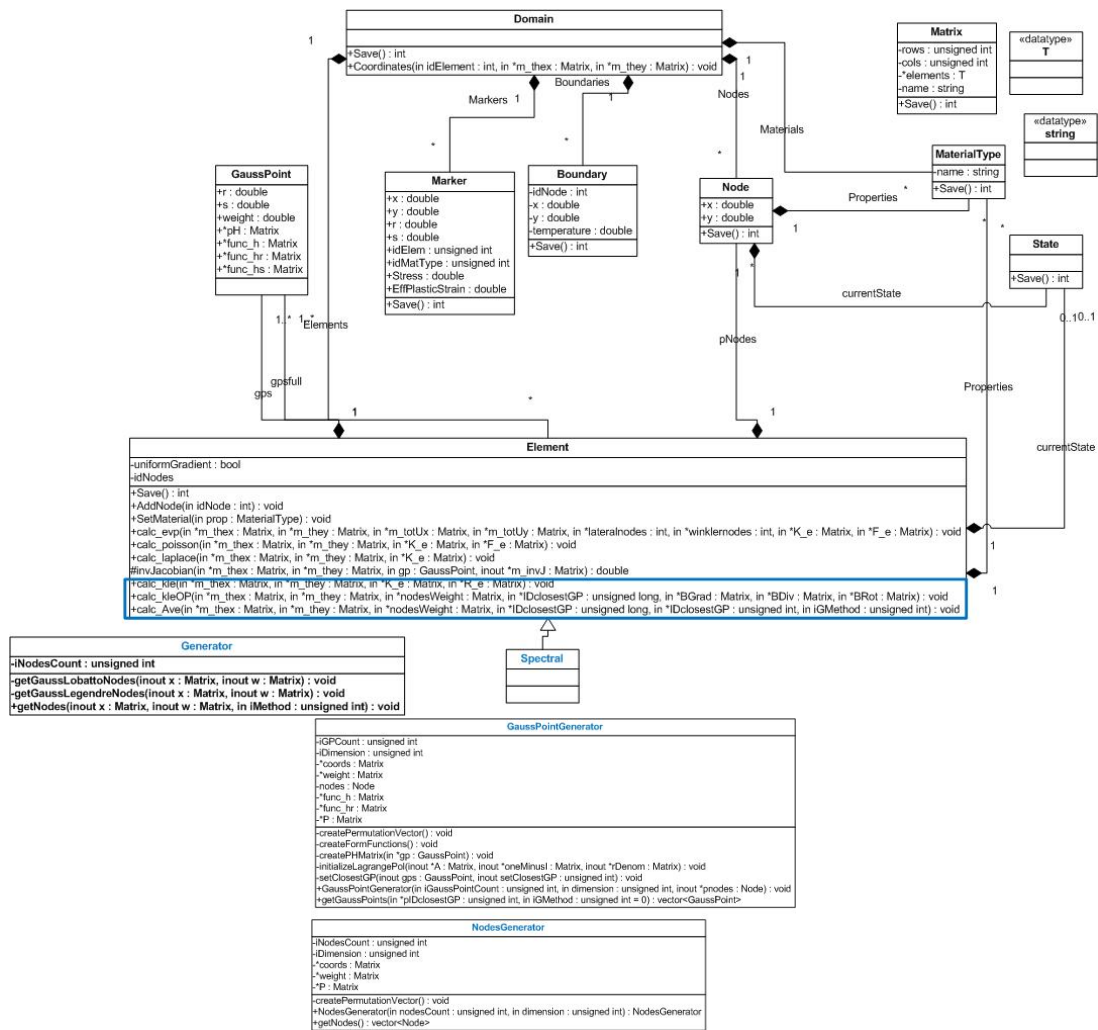 Domain
+Save() : int
+Coordinates(in idElement : int, in *m_thex : Matrix, in *m_they : Matrix) : void
Matrix
-rows : unsigned int
-cols : unsigned int
-*elements : T
-name : string
+Save() : int
«datatype»
T
«datatype»
string
1
1
1
Markers
1
Boundaries
1
Nodes
Materials
*
*
*
GaussPoint
+r : double
+s : double
+weight : double
+*pH : Matrix
+*func_h : Matrix
+*func_hr : Matrix
+*func_hs : Matrix
Marker
+x : double
+y : double
+r : double
+s : double
+idElem : unsigned int
+idMatType : unsigned int
+Stress : double
+EffPlasticStrain : double
+Save() : int
Boundary
-idNode : int
-x : double
-y : double
-temperature : double
+Save() : int
Node
+x : double
+y : double
+Save() : int
MaterialType
-name : string
+Save() : int
Properties
*
1
*
*
State
+Save() : int
1
*
currentState
0..1
0..1
1..*
1..*
Elements
gpsfull
gps
pNodes
Properties
currentState
1
*
1
Element
-uniformGradient : bool
-idNodes
+Save() : int
+AddNode(in idNode : int) : void
+SetMaterial(in prop : MaterialType) : void
+calc_evp(in *m_thex : Matrix, in *m_they : Matrix, in *m_totUx : Matrix, in *m_totUy : Matrix, in *lateralnodes : int, in *winklernodes : int, in *K_e : Matrix, in *F_e : Matrix) : void
+calc_poisson(in *m_thex : Matrix, in *m_they : Matrix, in *K_e : Matrix, in *F_e : Matrix) : void
+calc_laplace(in *m_thex : Matrix, in *m_they : Matrix, in *K_e : Matrix) : void
#invJacobian(in *m_thex : Matrix, in *m_they : Matrix, in gp : GaussPoint, inout *m_invJ : Matrix) : double
+calc_kle(in *m_thex : Matrix, in *m_they : Matrix, in *K_e : Matrix, in *R_e : Matrix) : void
+calc_kleOP(in *m_thex : Matrix, in *m_they : Matrix, in *nodesWeight : Matrix, in *IDclosestGP : unsigned long, in *BGrad : Matrix, in *BDiv : Matrix, in *BRot : Matrix) : void
+calc_Ave(in *m_thex : Matrix, in *m_they : Matrix, in *nodesWeight : Matrix, in *IDclosestGP : unsigned long, in *IDclosestGP : unsigned int, in iGMethod : unsigned int) : void
1
1
Generator
-iNodesCount : unsigned int
-getGaussLobattoNodes(inout x : Matrix, inout w : Matrix) : void
-getGaussLegendreNodes(inout x : Matrix, inout w : Matrix) : void
+getNodes(inout x : Matrix, inout w : Matrix, in iMethod : unsigned int) : void
Spectral
GaussPointGenerator
-iGPCount : unsigned int
-iDimension : unsigned int
-*coords : Matrix
-*weight : Matrix
-nodes : Node
-*func_h : Matrix
-*func_hr : Matrix
-*P : Matrix
-createPermutationVector() : void
-createFormFunctions() : void
-createPHMatrix(in *gp : GaussPoint) : void
-initializeLagrangePol(inout *A : Matrix, inout *oneMinusI : Matrix, inout *rDenom : Matrix) : void
-setClosestGP(inout gps : GaussPoint, inout setClosestGP : unsigned int) : void
+GaussPointGenerator(in iGaussPointCount : unsigned int, in dimension : unsigned int, inout *pnodes : Node) : void
+getGaussPoints(in *pIDclosestGP : unsigned int, in iGMethod : unsigned int = 0) : vector<GaussPoint>
NodesGenerator
-iNodesCount : unsigned int
-iDimension : unsigned int
-*coords : Matrix
-*weight : Matrix
-*P : Matrix
-createPermutationVector() : void
+NodesGenerator(in nodesCount : unsigned int, in dimension : unsigned int) : NodesGenerator
+getNodes() : vector<Node>